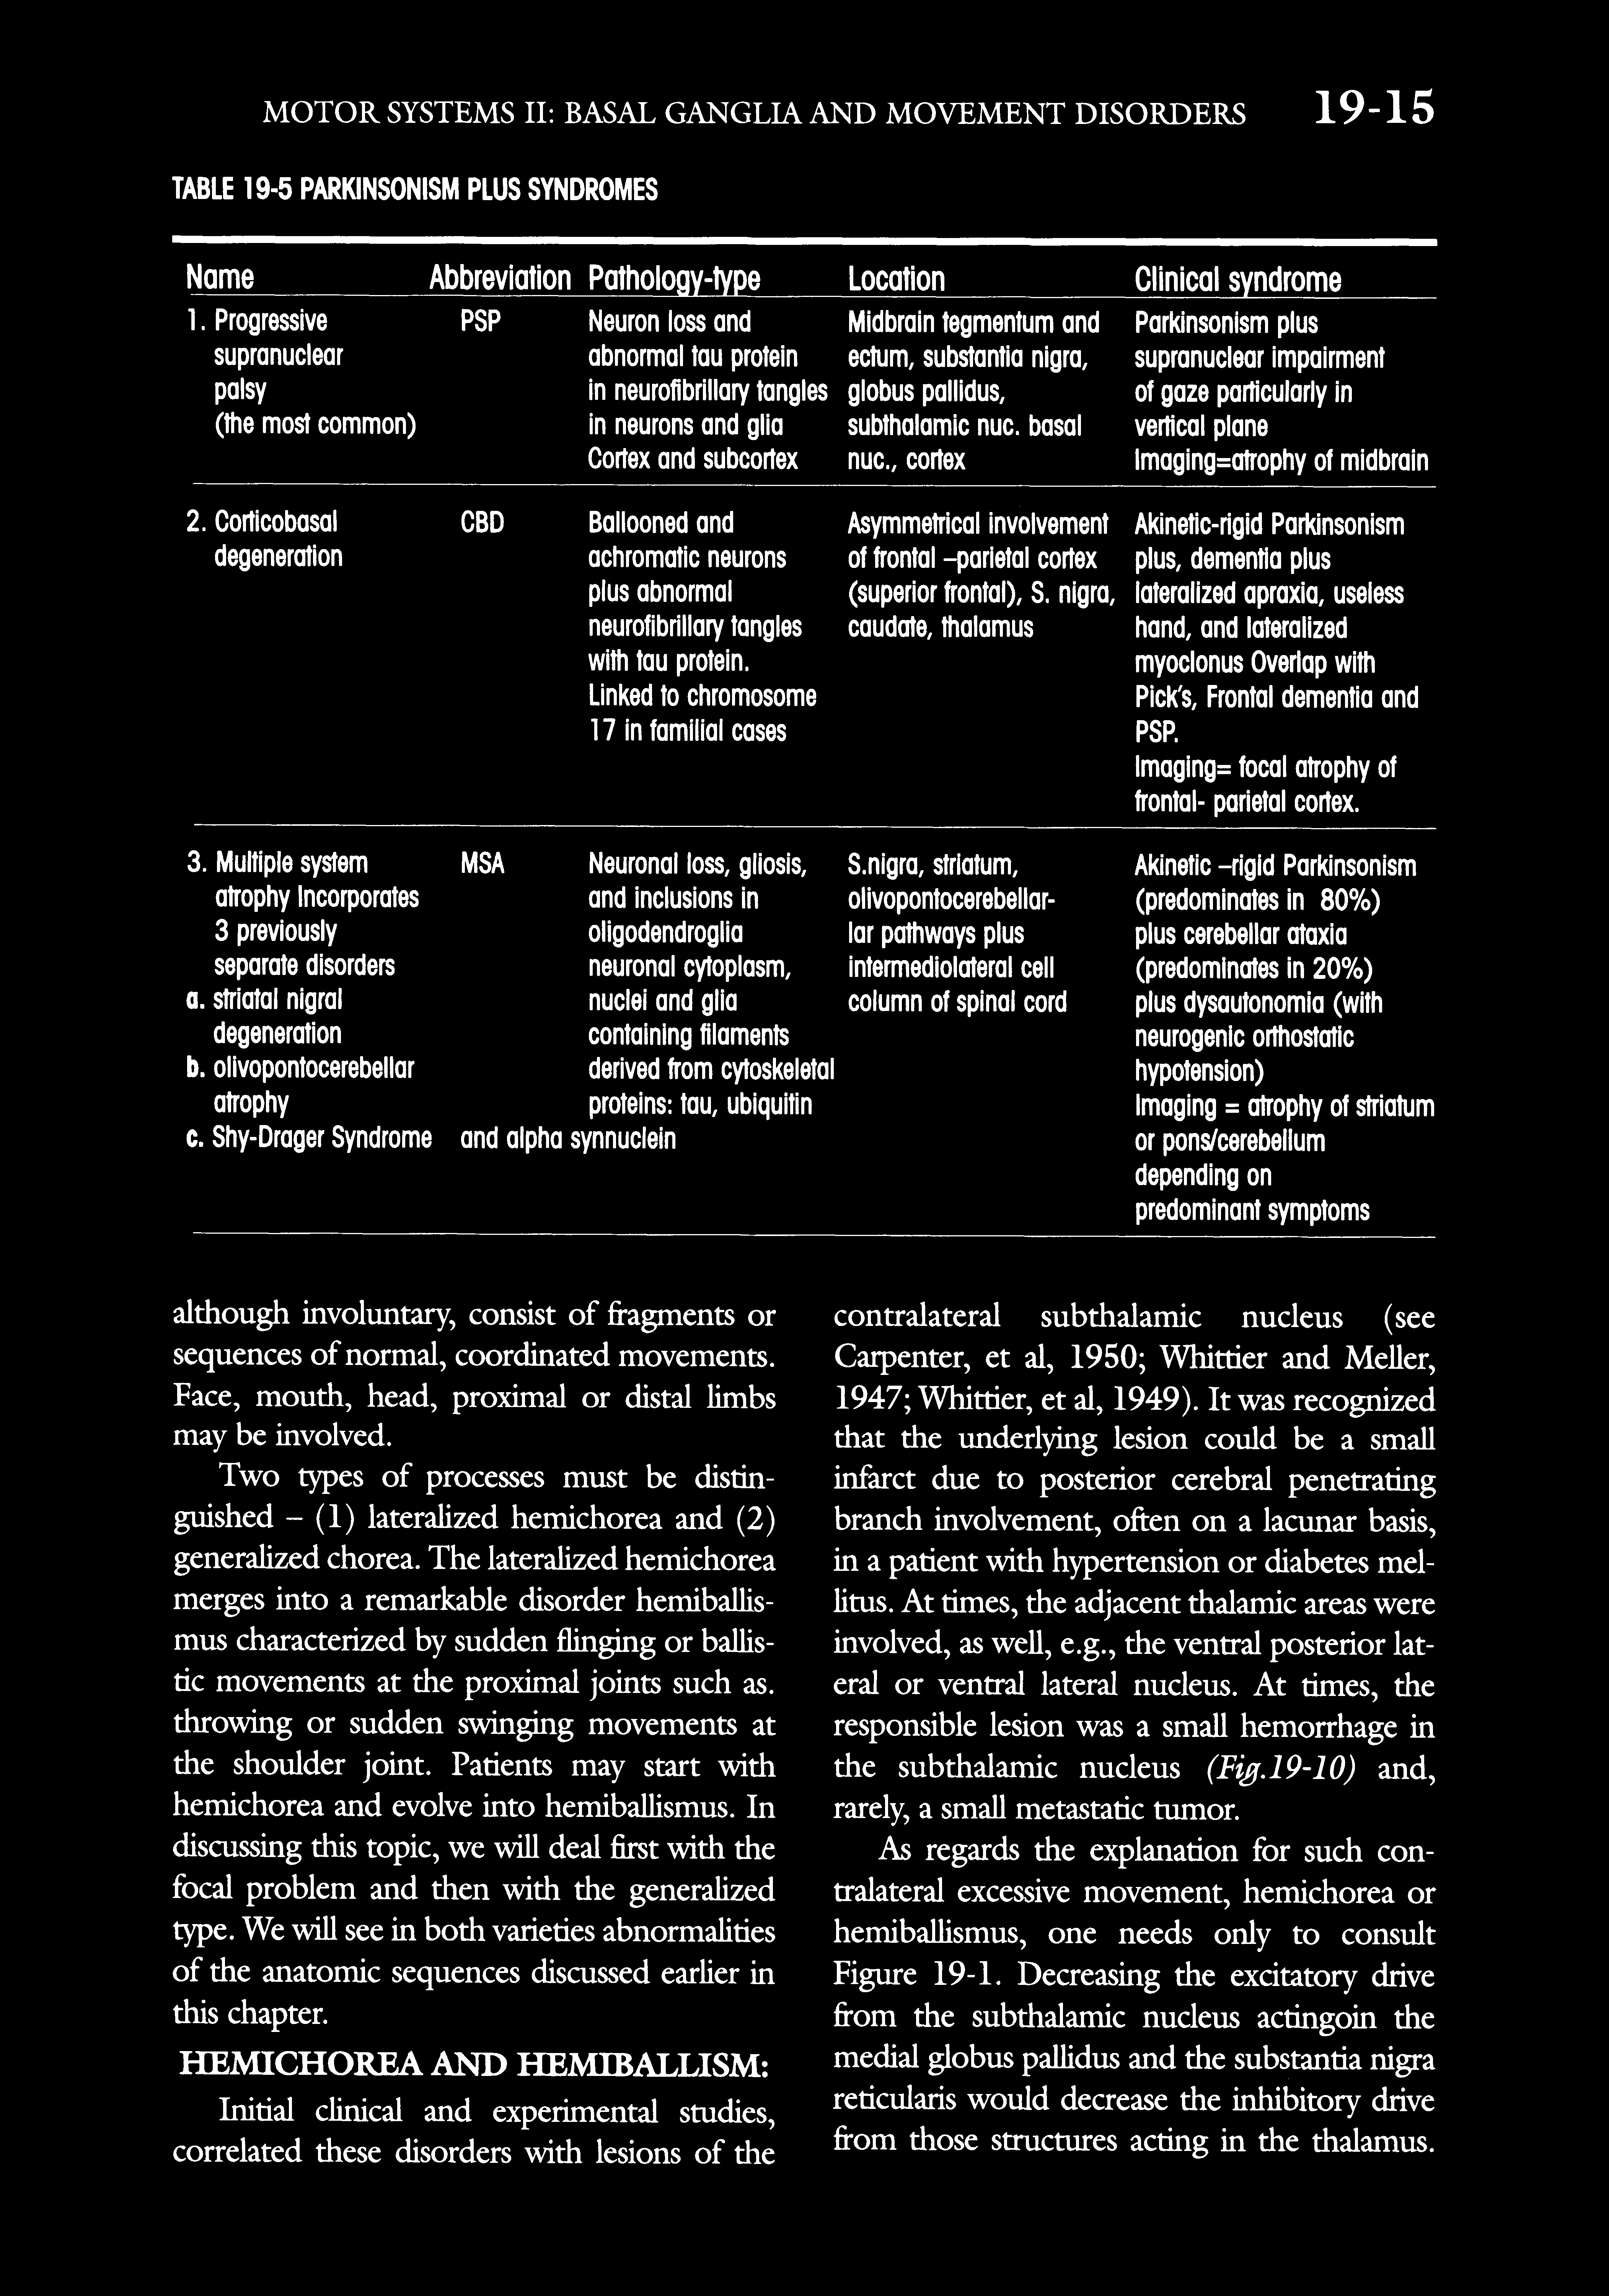 MOTOR SYSTEMS II: BASAL GANGLIA AND MOVEMENT DISORDERS 19-15
TABLE 19-5 PARKINSONISM PLUS SYNDROMES
Name Abbreviation Pathology-type Location Clinical syndrome
1. Progressive PSP Neuron loss and Midbrain tegmentum and Parkinsonism plus
supranuclear abnormal tau protein ectum, substantia nigra, supranuclear impairment
palsy in neurofibrillary tangles globus pallidus, of gaze particularly in
(the most common) in neurons and glia subthalamic nuc. basal vertical plane
Cortex and subcortex nuc., cortex Imaging=atrophy of midbrain
2. Corticobasal CBD Ballooned and Asymmetrical involvement Akinetic-rigid Parkinsonism
degeneration achromatic neurons of frontal –parietal cortex plus, dementia plus
plus abnormal (superior frontal), S. nigra, lateralized apraxia, useless
neurofibrillary tangles caudate, thalamus hand, and lateralized
with tau protein. myoclonus Overlap with
Linked to chromosome Pick's, Frontal dementia and
17 in familial cases PSP.
Imaging= focal atrophy of
frontal- parietal cortex.
3. Multiple system MSA Neuronal loss, gliosis, S.nigra, striatum, Akinetic –rigid Parkinsonism
atrophy Incorporates and inclusions in olivopontocerebellar- (predominates in 80%)
3 previously oligodendroglia lar pathways plus plus cerebellar ataxia
separate disorders neuronal cytoplasm, intermediolateral cell (predominates in 20%)
a. striatal nigral nuclei and glia column of spinal cord plus dysautonomia (with
degeneration containing filaments neurogenic orthostatic
b. olivopontocerebellar derived from cytoskeletal hypotension)
atrophy proteins: tau, ubiquitin Imaging = atrophy of striatum
c. Shy-Drager Syndrome and alpha synnuclein or pons/cerebellum
depending on
predominant symptoms
although involuntary, consist of fragments or
sequences of normal, coordinated movements.
Face, mouth, head, proximal or distal limbs
may be involved.
Two types of processes must be distin-
guished – (1) lateralized hemichorea and (2)
generalized chorea. The lateralized hemichorea
merges into a remarkable disorder hemiballis-
mus characterized by sudden flinging or ballis-
tic movements at the proximal joints such as.
throwing or sudden swinging movements at
the shoulder joint. Patients may start with
hemichorea and evolve into hemiballismus. In
discussing this topic, we will deal first with the
focal problem and then with the generalized
type. We will see in both varieties abnormalities
of the anatomic sequences discussed earlier in
this chapter.
HEMICHOREA AND HEMIBALLISM:
Initial clinical and experimental studies,
correlated these disorders with lesions of the
contralateral subthalamic nucleus (see
Carpenter, et al, 1950; Whittier and Meller,
1947; Whittier, et al, 1949). It was recognized
that the underlying lesion could be a small
infarct due to posterior cerebral penetrating
branch involvement, often on a lacunar basis,
in a patient with hypertension or diabetes mel-
litus. At times, the adjacent thalamic areas were
involved, as well, e.g., the ventral posterior lat-
eral or ventral lateral nucleus. At times, the
responsible lesion was a small hemorrhage in
the subthalamic nucleus (Fig.19-10) and,
rarely, a small metastatic tumor.
As regards the explanation for such con-
tralateral excessive movement, hemichorea or
hemiballismus, one needs only to consult
Figure 19-1. Decreasing the excitatory drive
from the subthalamic nucleus actingoin the
medial globus pallidus and the substantia nigra
reticularis would decrease the inhibitory drive
from those structures acting in the thalamus.